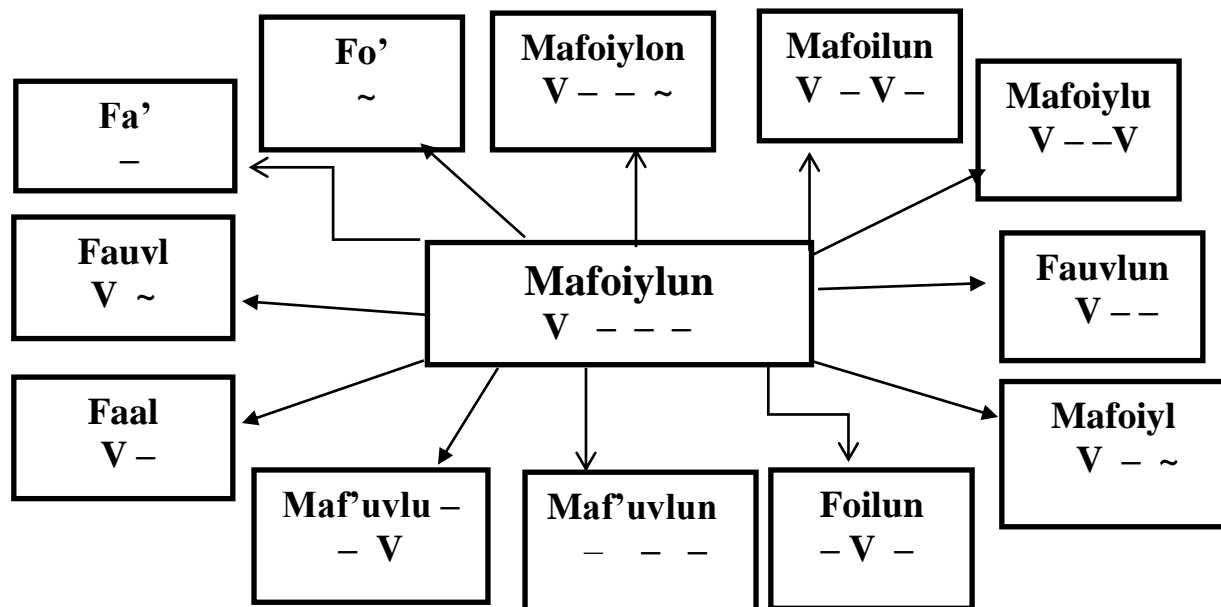 Fo’
~
Mafoiylon
V – – ~
Mafoilun
V – V –
Mafoiylu
V – –V
Fa’
–
Fauvl
V ~
Mafoiylun
V – – –
Fauvlun
V – –
Faal
V –
Mafoiyl
V – ~
Maf’uvlu –
– V
Maf’uvlun
– – –
Foilun
– V –